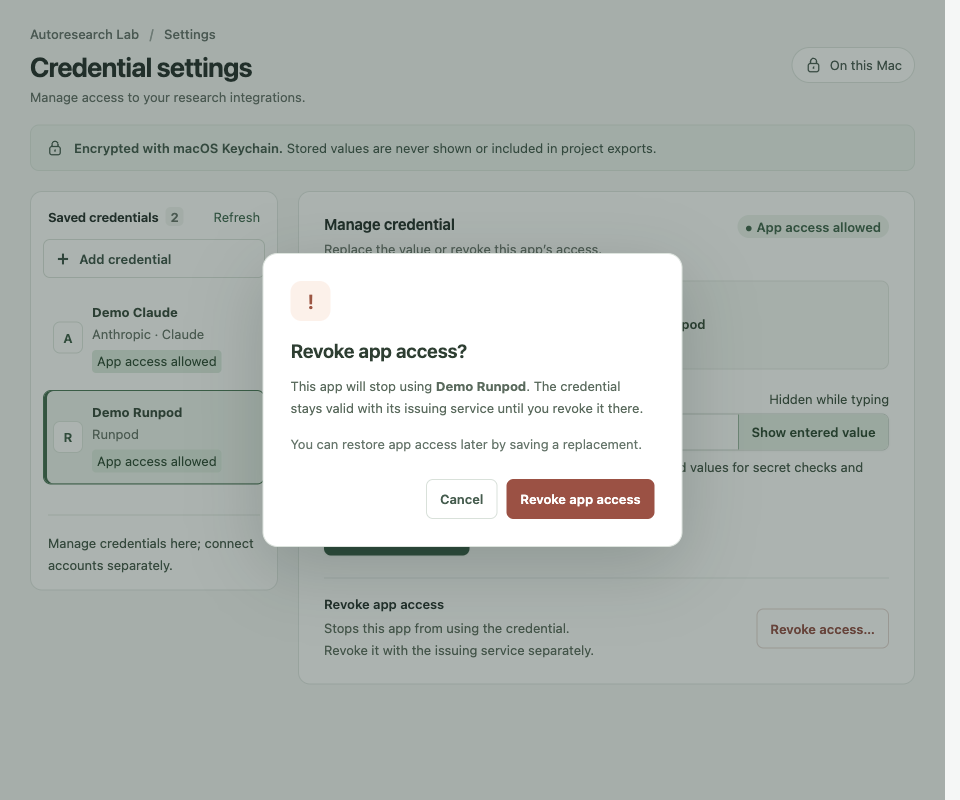 Autoresearch Lab / Settings
Credential settings
On this Mac
Manage access to your research integrations.
Encrypted with macOS Keychain. Stored values are never shown or included in project exports.
Saved credentials 2 Refresh
+ Add credential
A
Demo Claude
Anthropic · Claude
App access allowed
R
Demo Runpod
Runpod
App access allowed
Manage credentials here; connect
accounts separately.
Manage credential
App access allowed
Replace the value or revoke this app's access.
Hidden while typing
Show entered value
values for secret checks and
!
Revoke app access?
This app will stop using Demo Runpod. The credential
stays valid with its issuing service until you revoke it there.
You can restore app access later by saving a replacement.
Cancel
Revoke app access
Revoke app access
Stops this app from using the credential.
Revoke it with the issuing service separately.
Revoke access...